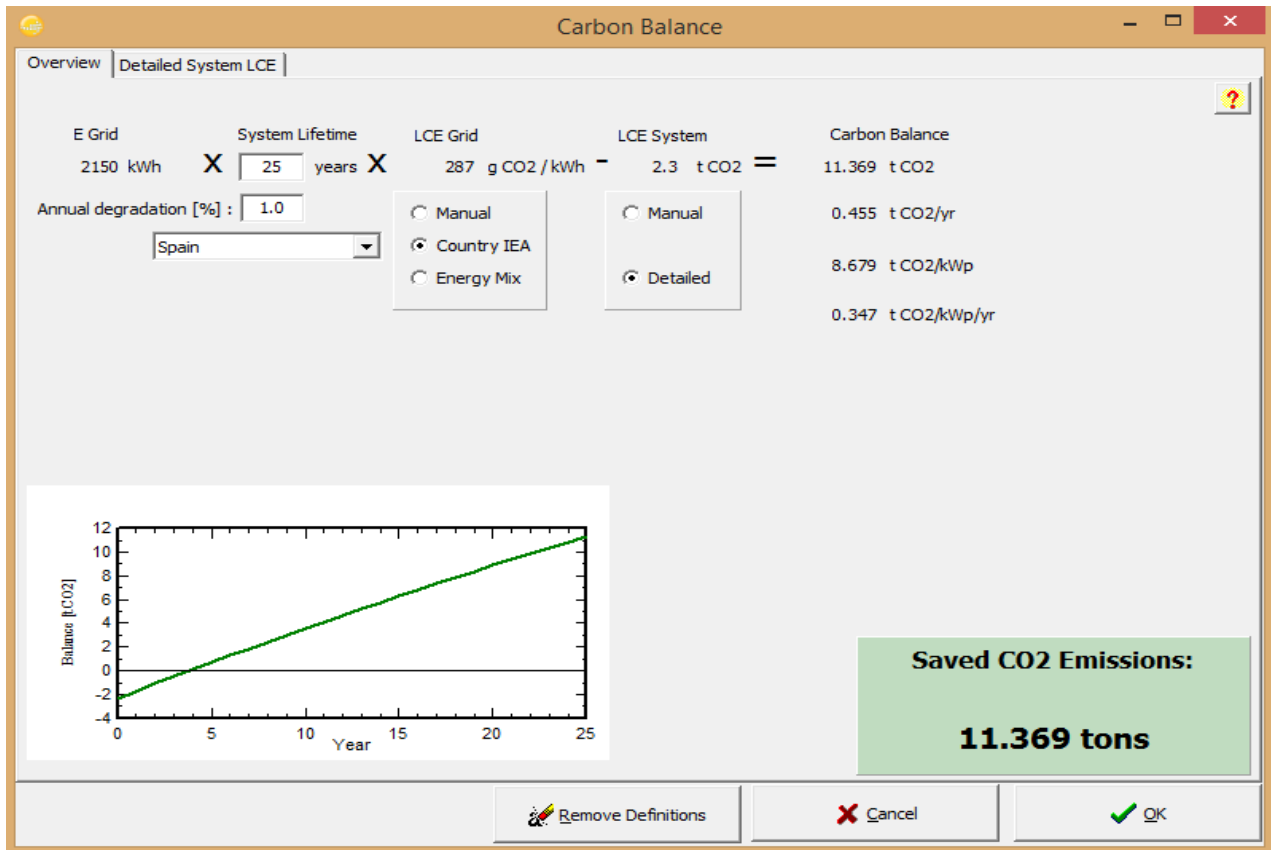 Carbon Balance
Overview Detailed System LCE
?
E Grid System Lifetime LCE Grid LCE System Carbon Balance
2150 kWh X 25 years X 287 g CO2 / kWh - 2.3 t CO2 = 11.369 t CO2
Annual degradation [%] : 1.0 Manual Manual 0.455 t CO2/yr
Spain Country IEA
8.679 t CO2/kWp
Energy Mix Detailed
0.347 t CO2/kWp/yr
12
10
8
6
4
2
0
-2
-4
Balance [tCO2]
0 5 10 15 20 25
Year
Saved CO2 Emissions:
11.369 tons
Remove Definitions Cancel OK